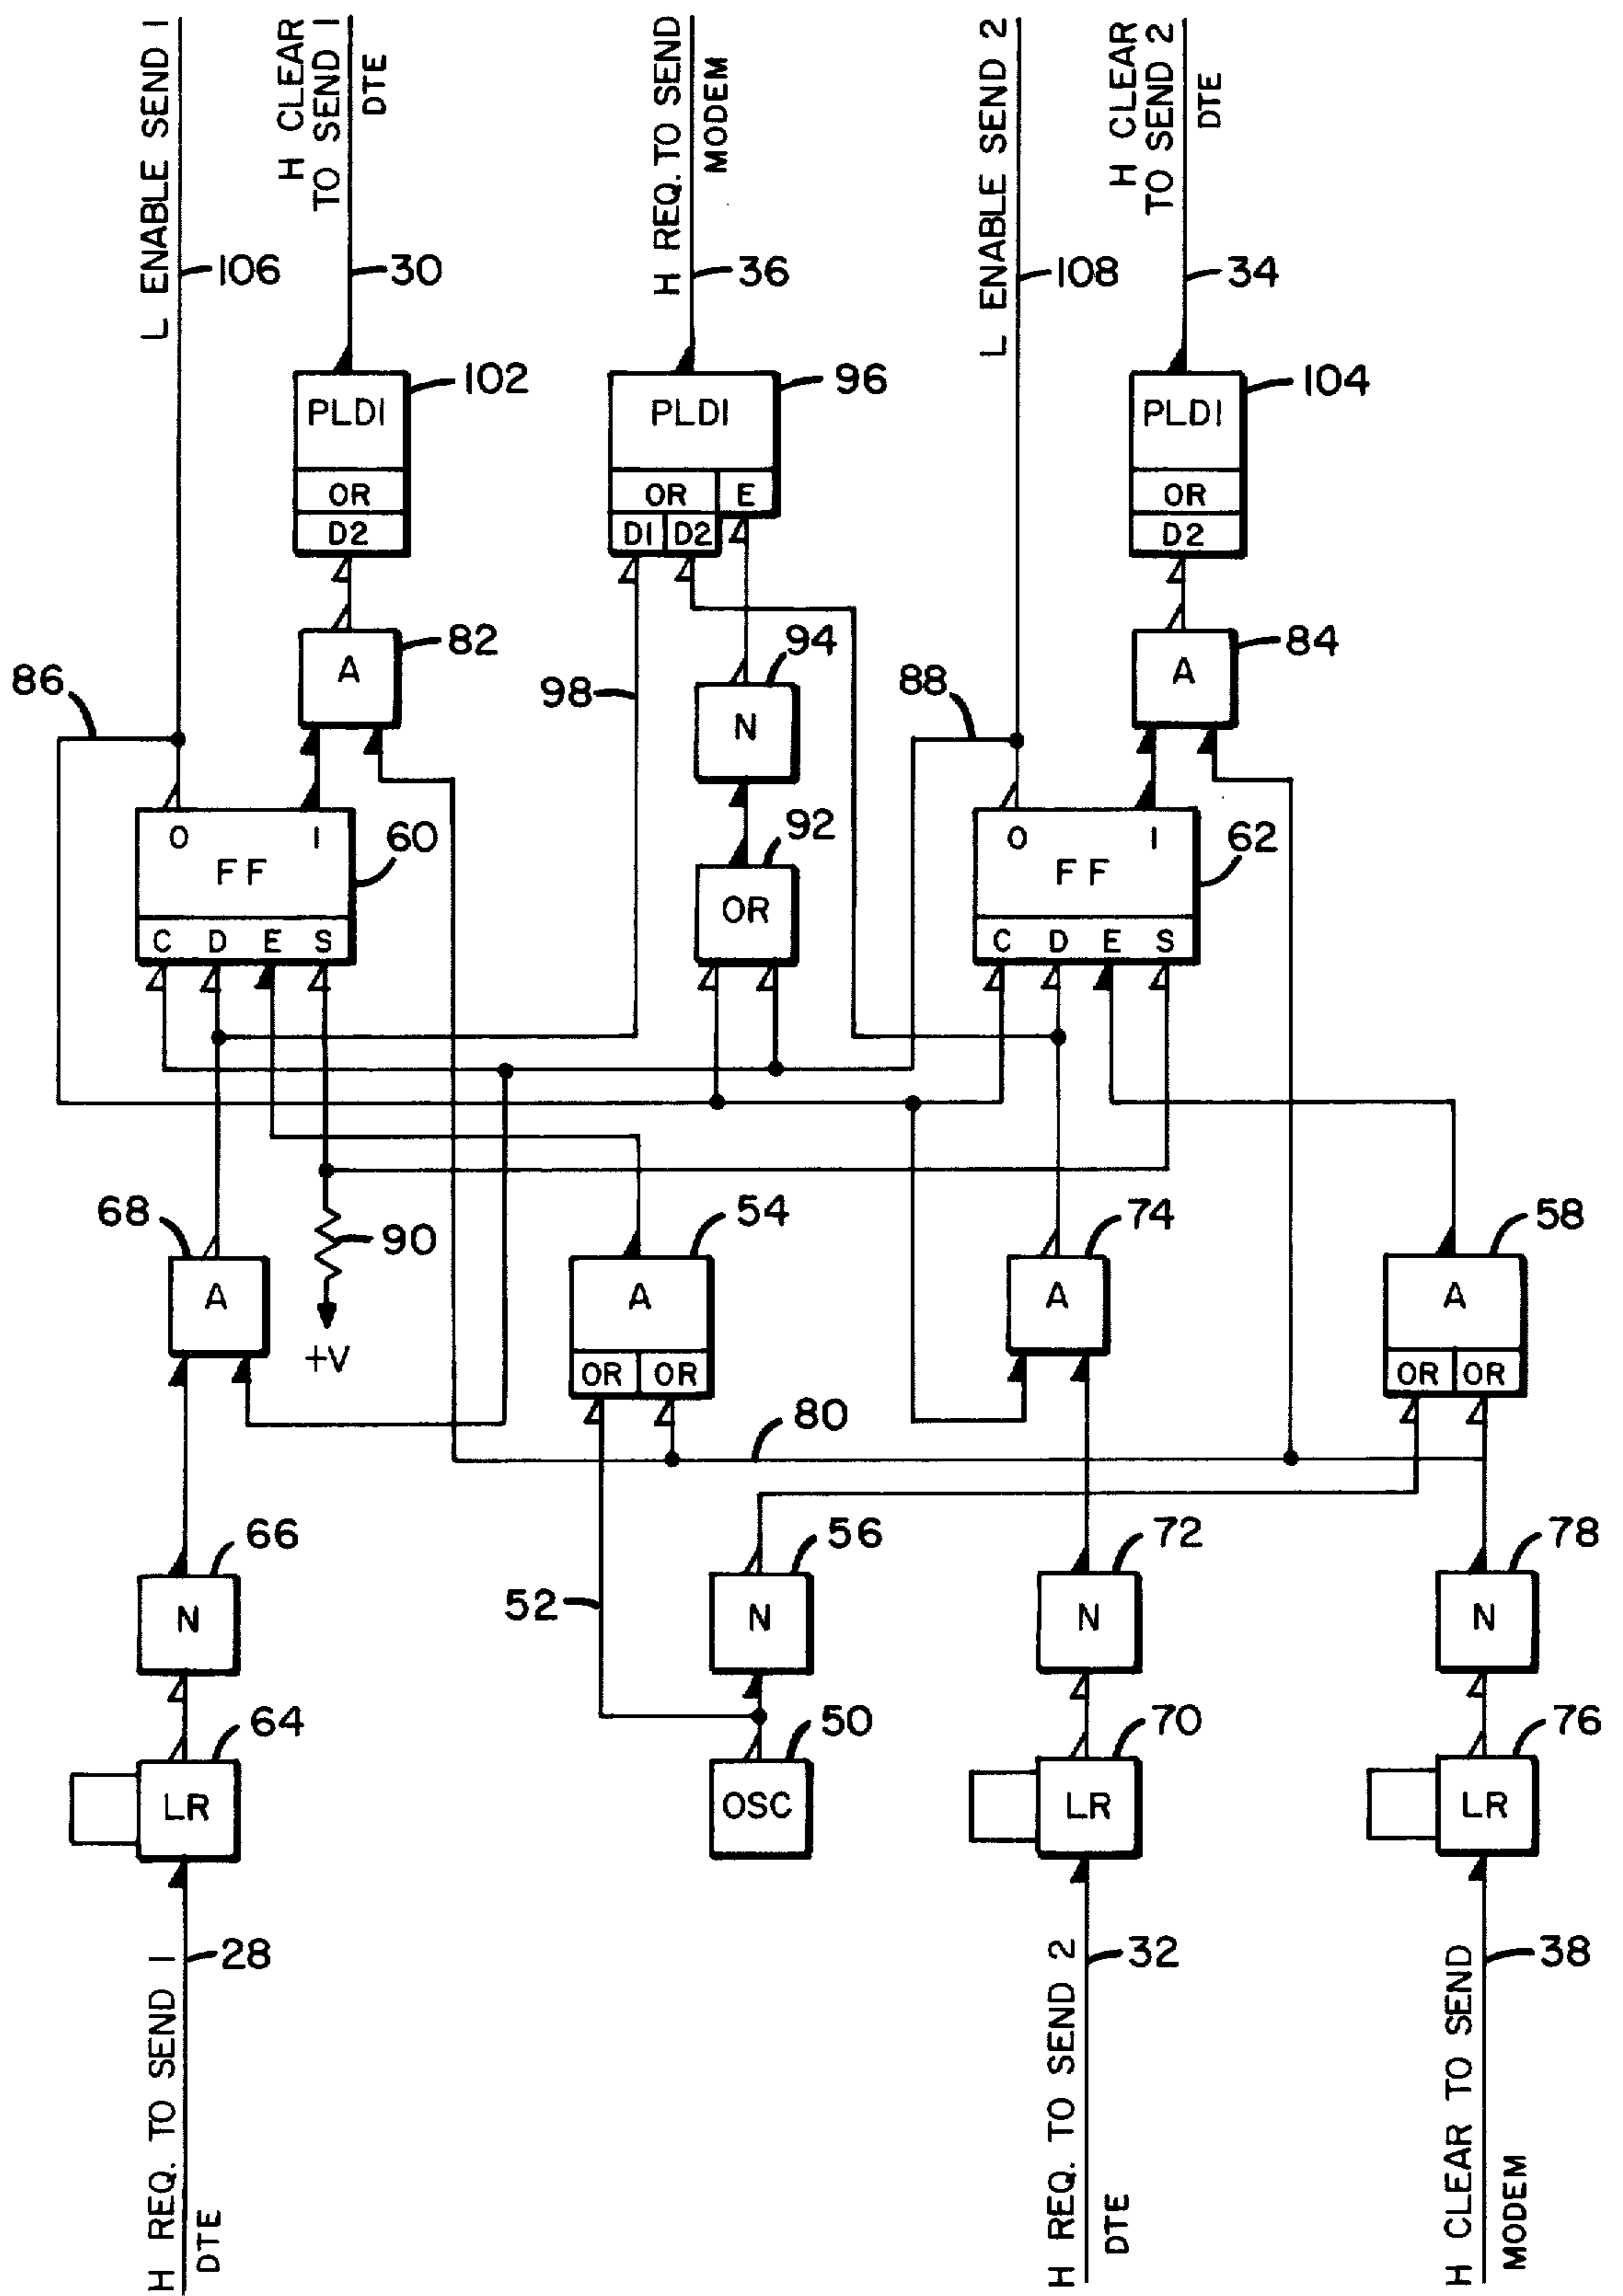 L ENABLE SEND 1
H CLEAR
TO SEND 1
DTE
H REQ. TO SEND
MODEM
L ENABLE SEND 2
H CLEAR
TO SEND 2
DTE
106
30
36
108
34
PLD1
OR
D2
102
PLD1
OR
E
D1
D2
96
PLD1
OR
D2
104
86
A
82
98
N
94
88
A
84
0
1
FF
C
D
E
S
60
OR
92
0
1
FF
C
D
E
S
62
68
A
90
+V
54
A
OR
OR
74
A
58
A
OR
OR
80
66
N
52
56
N
72
N
78
N
64
LR
50
OSC
70
LR
76
LR
28
32
38
H REQ. TO SEND 1
DTE
H REQ. TO SEND 2
DTE
H CLEAR TO SEND
MODEM